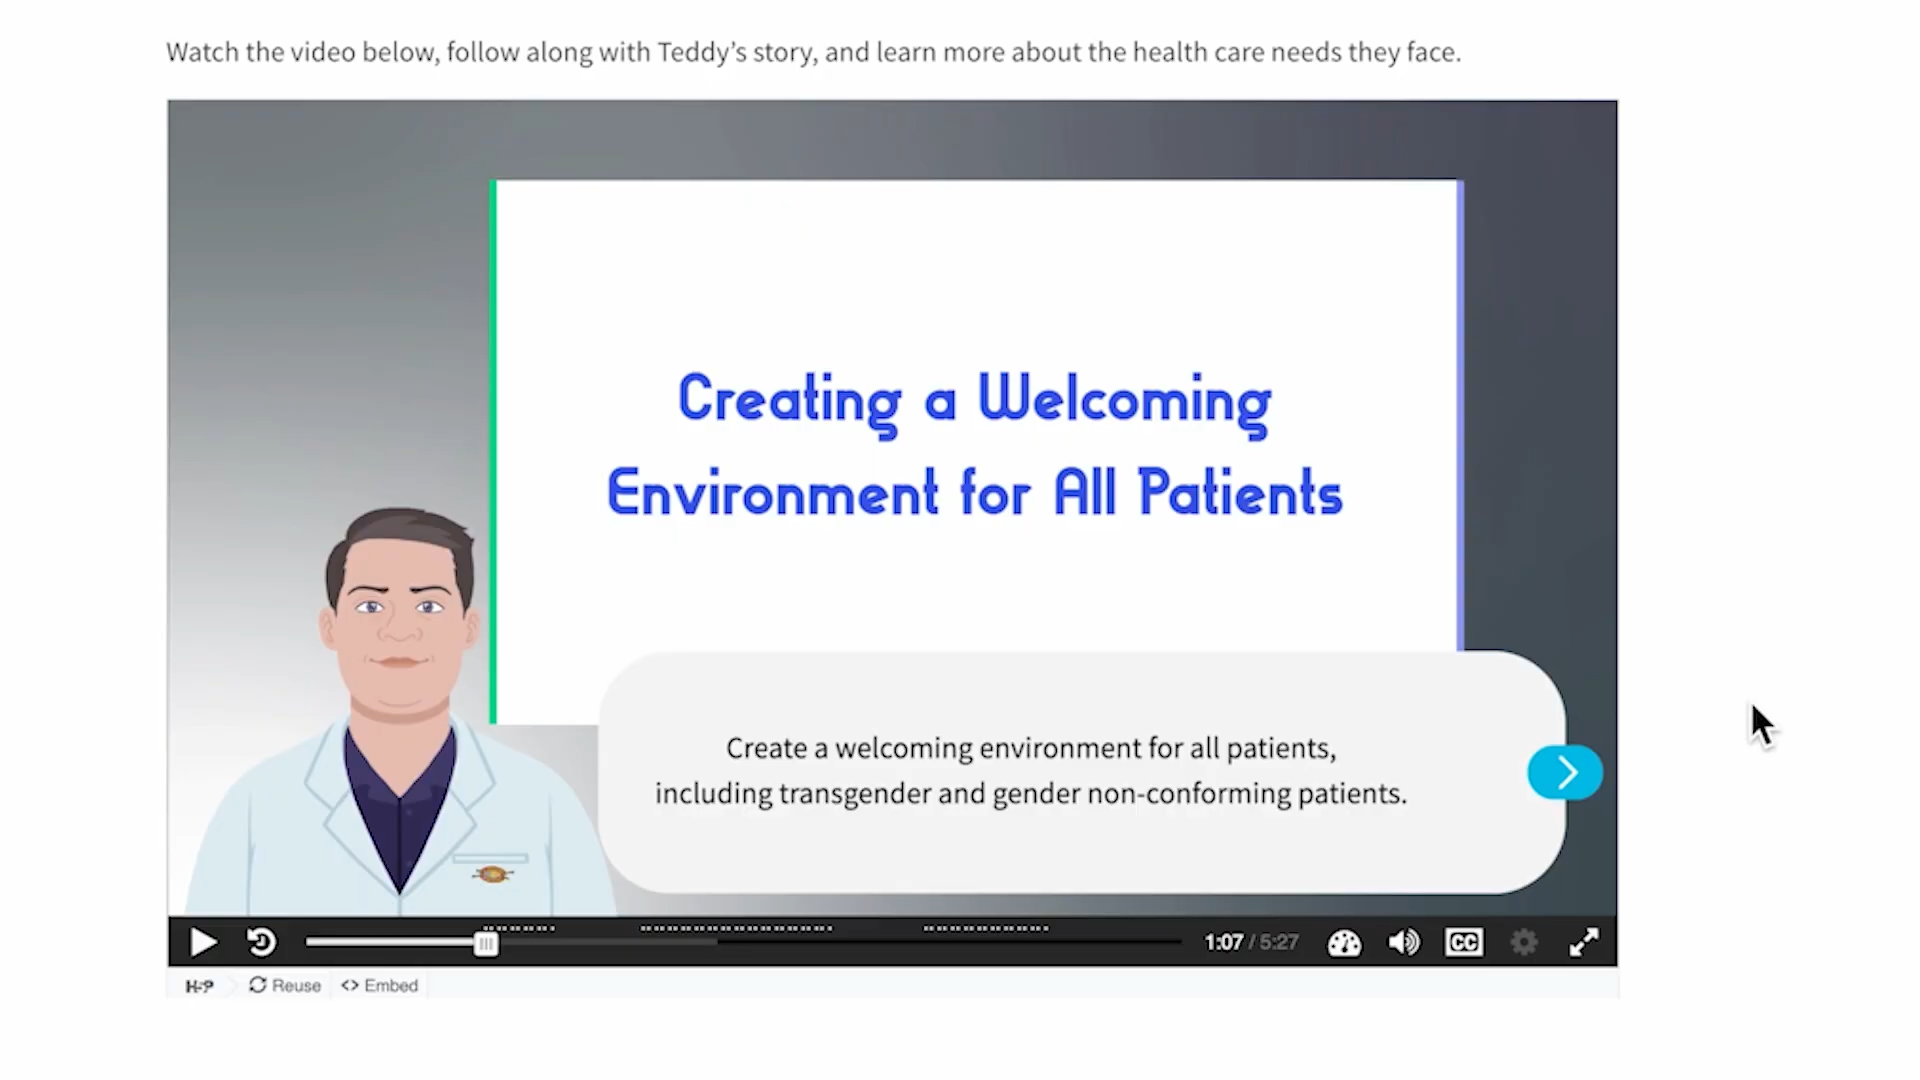 Watch the video below, follow along with Teddy’s story, and learn more about the health care needs they face.
Creating a Welcoming
Environment for All Patients
Create a welcoming environment for all patients,
including transgender and gender non-conforming patients.
1:07 / 5:27
CC
H5P
Reuse
<> Embed